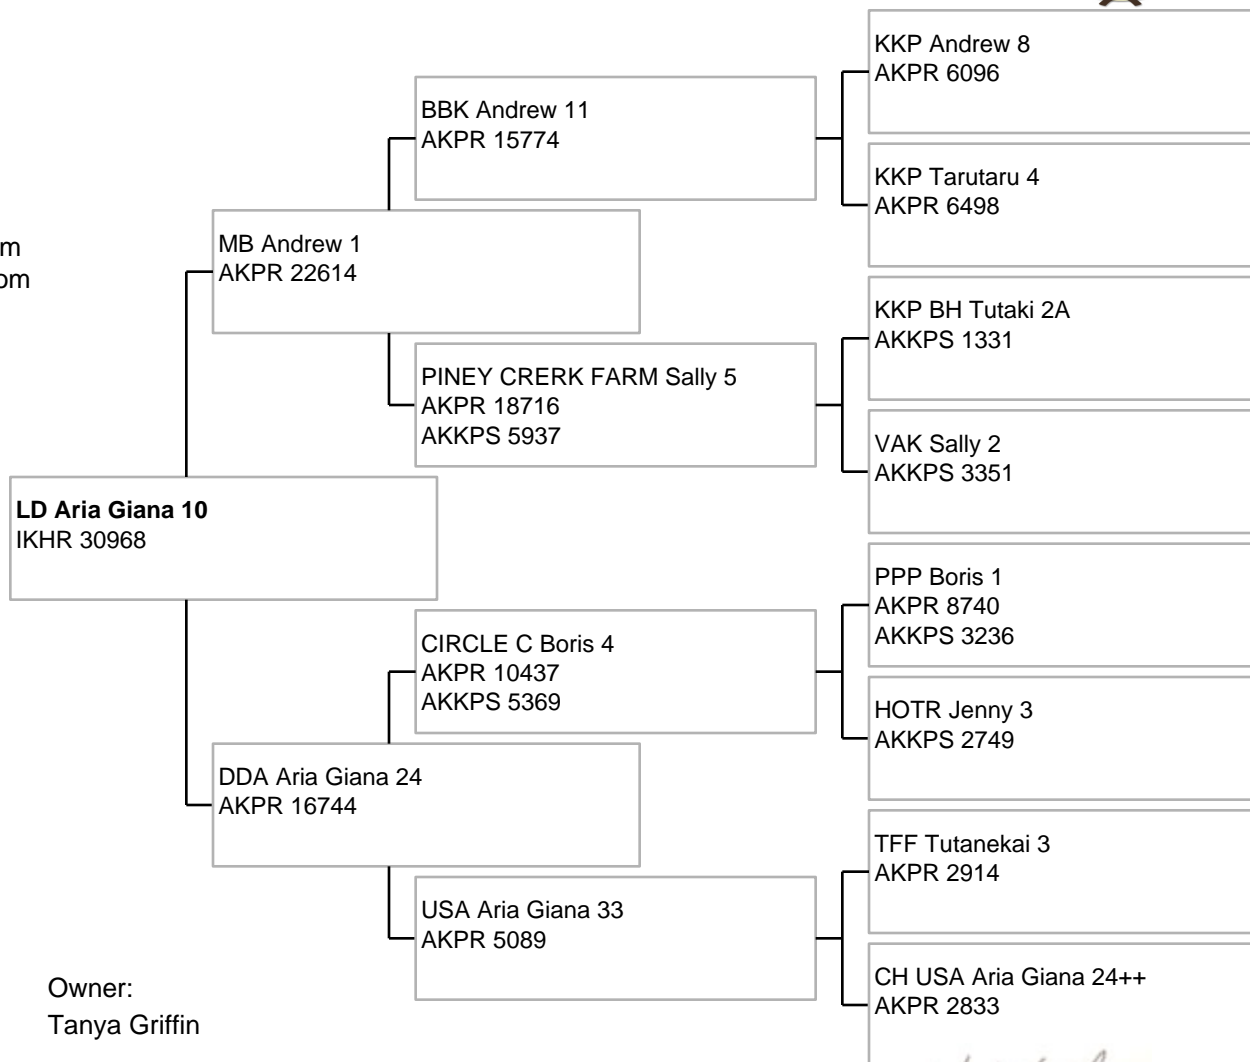 KKP Andrew 8
AKPR 6096
BBK Andrew 11
AKPR 15774
KKP Tarutaru 4
AKPR 6498
m
om
MB Andrew 1
AKPR 22614
KKP BH Tutaki 2A
AKKPS 1331
PINEY CRERK FARM Sally 5
AKPR 18716
AKKPS 5937
VAK Sally 2
AKKPS 3351
LD Aria Giana 10
IKHR 30968
PPP Boris 1
AKPR 8740
AKKPS 3236
CIRCLE C Boris 4
AKPR 10437
AKKPS 5369
HOTR Jenny 3
AKKPS 2749
DDA Aria Giana 24
AKPR 16744
TFF Tutanekai 3
AKPR 2914
USA Aria Giana 33
AKPR 5089
CH USA Aria Giana 24++
AKPR 2833
Owner:
Tanya Griffin